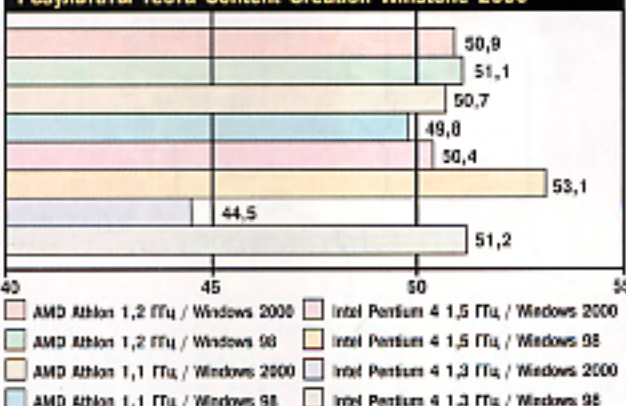 Результаты теста Content Creation Winstone 2000
50,9
51,1
50,7
49,8
50,4
53,1
44,5
51,2
40 45 50
AMD Athlon 1,2 ГГц / Windows 2000
AMD Athlon 1,2 ГГц / Windows 98
AMD Athlon 1,1 ГГц / Windows 2000
AMD Athlon 1,1 ГГц / Windows 98
Intel Pentium 4 1,5 ГГц / Windows 2000
Intel Pentium 4 1,5 ГГц / Windows 98
Intel Pentium 4 1,3 ГГц / Windows 2000
Intel Pentium 4 1,3 ГГц / Windows 98